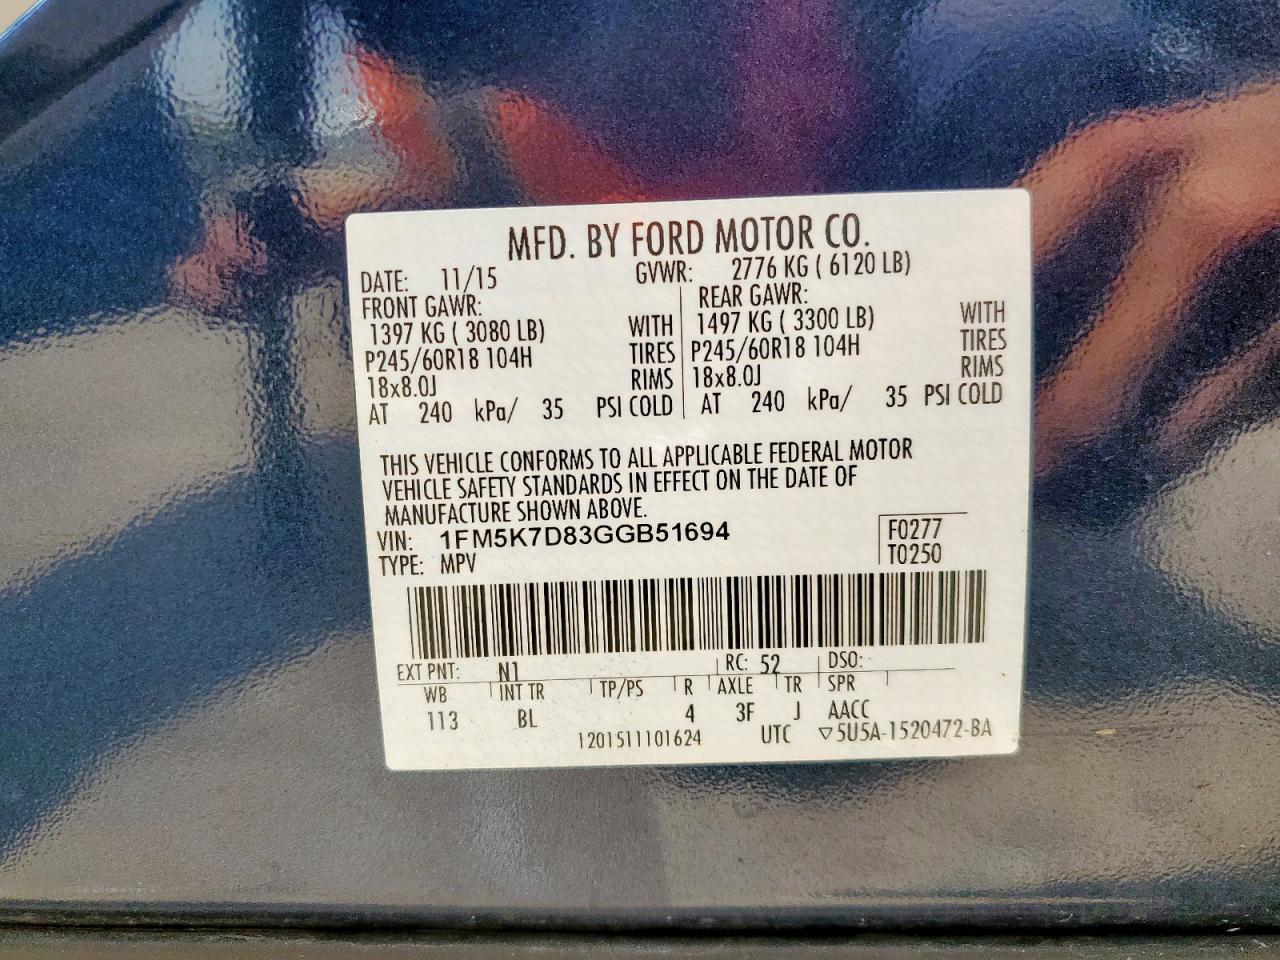 MFD. BY FORD MOTOR CO.
DATE: 11/15 GVWR: 2776 KG ( 6120 LB)
FRONT GAWR: REAR GAWR:
1397 KG ( 3080 LB) WITH 1497 KG ( 3300 LB) WITH
P245/60R18 104H TIRES P245/60R18 104H TIRES
18x8.0J RIMS 18x8.0J RIMS
AT 240 kPa/ 35 PSI COLD AT 240 kPa/ 35 PSI COLD
THIS VEHICLE CONFORMS TO ALL APPLICABLE FEDERAL MOTOR
VEHICLE SAFETY STANDARDS IN EFFECT ON THE DATE OF
MANUFACTURE SHOWN ABOVE.
VIN: 1FM5K7D83GGB51694 F0277
TYPE: MPV T0250
EXT PNT: N1 RC: 52 DSO:
WB INT TR TP/PS R AXLE TR SPR
113 BL 4 3F J AACC
1201511101624 UTC ▽5U5A-1520472-BA